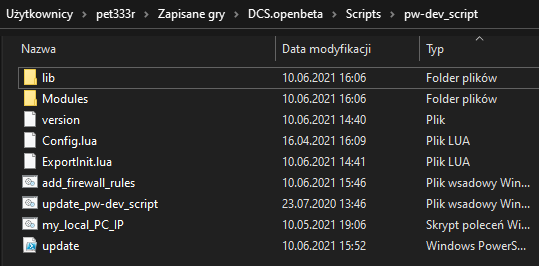 Użytkownicy > pet333r > Zapisane gry > DCS.openbeta > Scripts > pw-dev_script
Nazwa Data modyfikacji Typ
lib 10.06.2021 16:06 Folder plików
Modules 10.06.2021 16:06 Folder plików
version 10.06.2021 14:40 Plik
Config.lua 16.04.2021 16:09 Plik LUA
ExportInit.lua 10.06.2021 14:41 Plik LUA
add_firewall_rules 10.06.2021 15:46 Plik wsadowy Win...
update_pw-dev_script 23.07.2020 13:46 Plik wsadowy Win...
my_local_PC_IP 10.05.2021 19:06 Skrypt poleceń Wi...
update 10.06.2021 15:52 Windows PowerS...